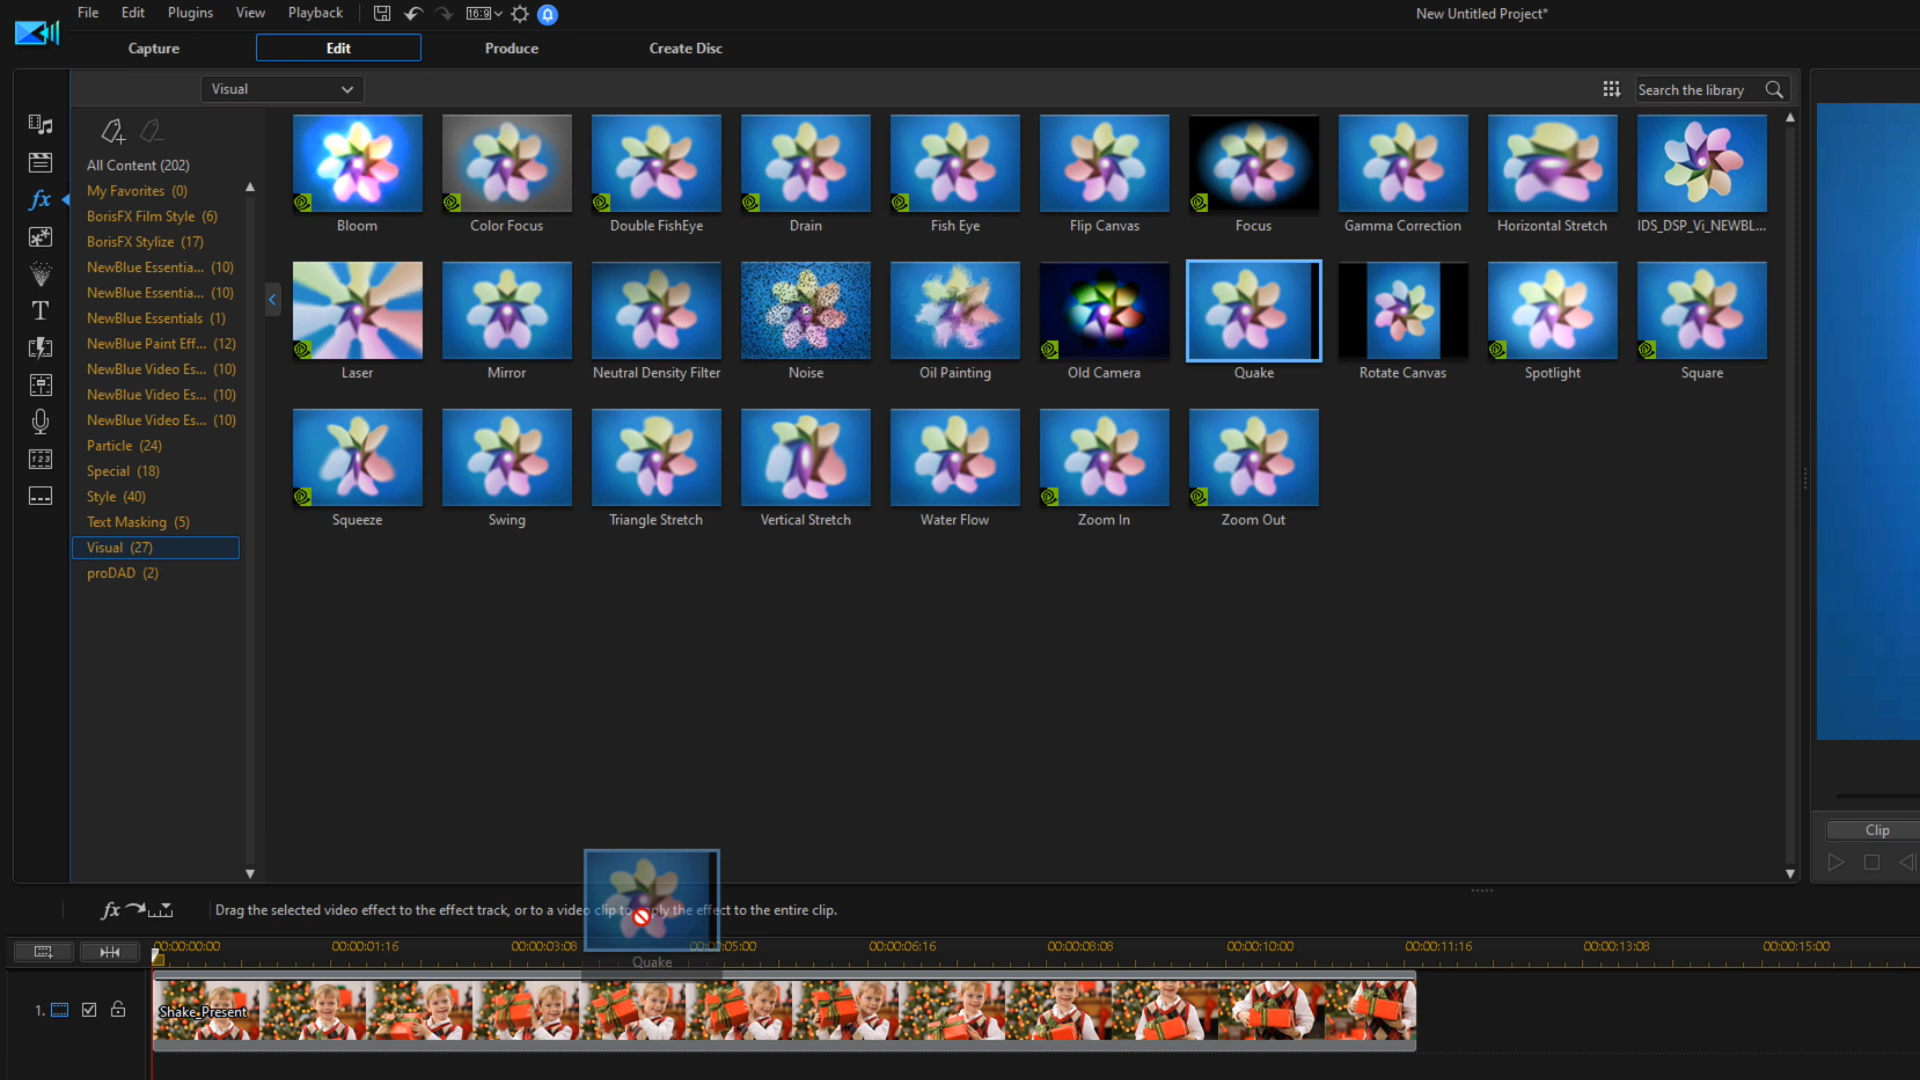 File Edit Plugins View Playback 16:9 New Untitled Project*
Capture Edit Produce Create Disc
Visual Search the library
All Content (202)
My Favorites (0)
BorisFX Film Style (6)
BorisFX Stylize (17)
NewBlue Essentia... (10)
NewBlue Essentia... (10)
NewBlue Essentials (1)
NewBlue Paint Eff... (12)
NewBlue Video Es... (10)
NewBlue Video Es... (10)
NewBlue Video Es... (10)
Particle (24)
Special (18)
Style (40)
Text Masking (5)
Visual (27)
proDAD (2)
Bloom Color Focus Double FishEye Drain Fish Eye Flip Canvas Focus Gamma Correction Horizontal Stretch IDS_DSP_Vi_NEWBL...
Laser Mirror Neutral Density Filter Noise Oil Painting Old Camera Quake Rotate Canvas Spotlight Square
Squeeze Swing Triangle Stretch Vertical Stretch Water Flow Zoom In Zoom Out
Clip
fx Drag the selected video effect to the effect track, or to a video clip to apply the effect to the entire clip.
00:00:00:00 00:00:01:16 00:00:03:08 00:00:05:00 00:00:06:16 00:00:08:08 00:00:10:00 00:00:11:16 00:00:13:08 00:00:15:00
Quake
1. Shake_Present